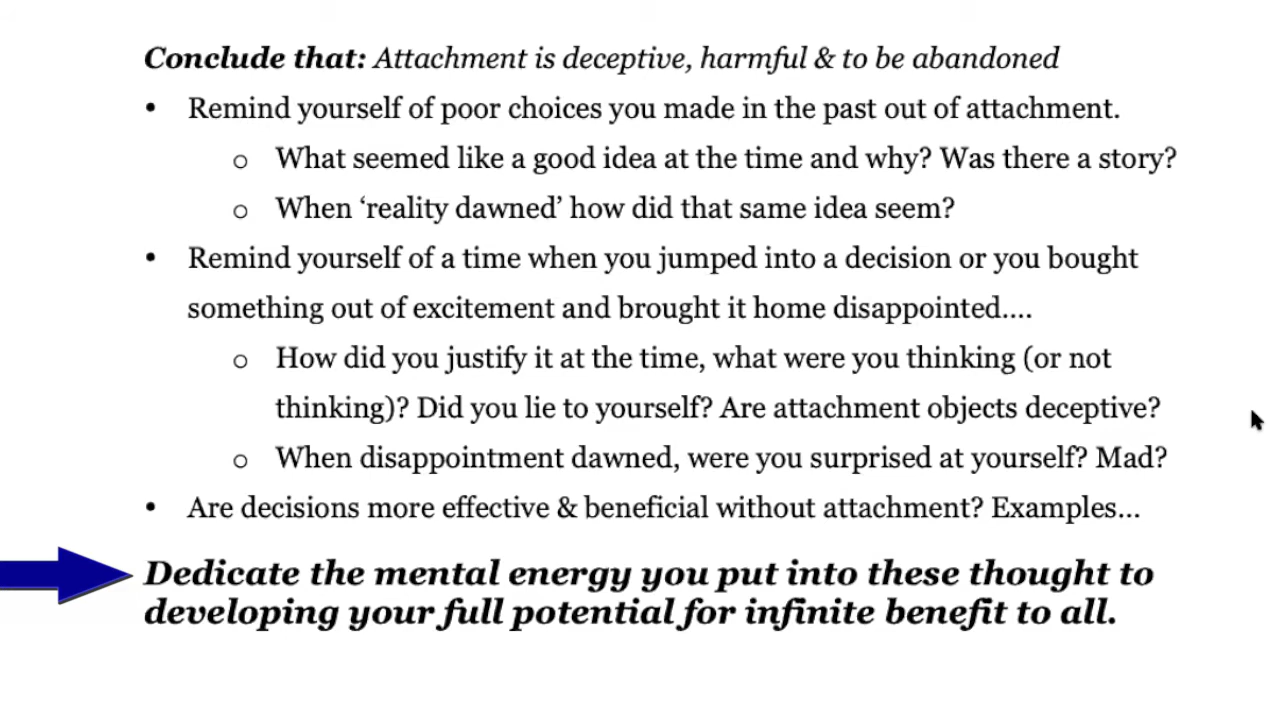 Conclude that: Attachment is deceptive, harmful & to be abandoned
• Remind yourself of poor choices you made in the past out of attachment.
o What seemed like a good idea at the time and why? Was there a story?
o When ‘reality dawned’ how did that same idea seem?
• Remind yourself of a time when you jumped into a decision or you bought
something out of excitement and brought it home disappointed....
o How did you justify it at the time, what were you thinking (or not
thinking)? Did you lie to yourself? Are attachment objects deceptive?
o When disappointment dawned, were you surprised at yourself? Mad?
• Are decisions more effective & beneficial without attachment? Examples...
Dedicate the mental energy you put into these thought to
developing your full potential for infinite benefit to all.